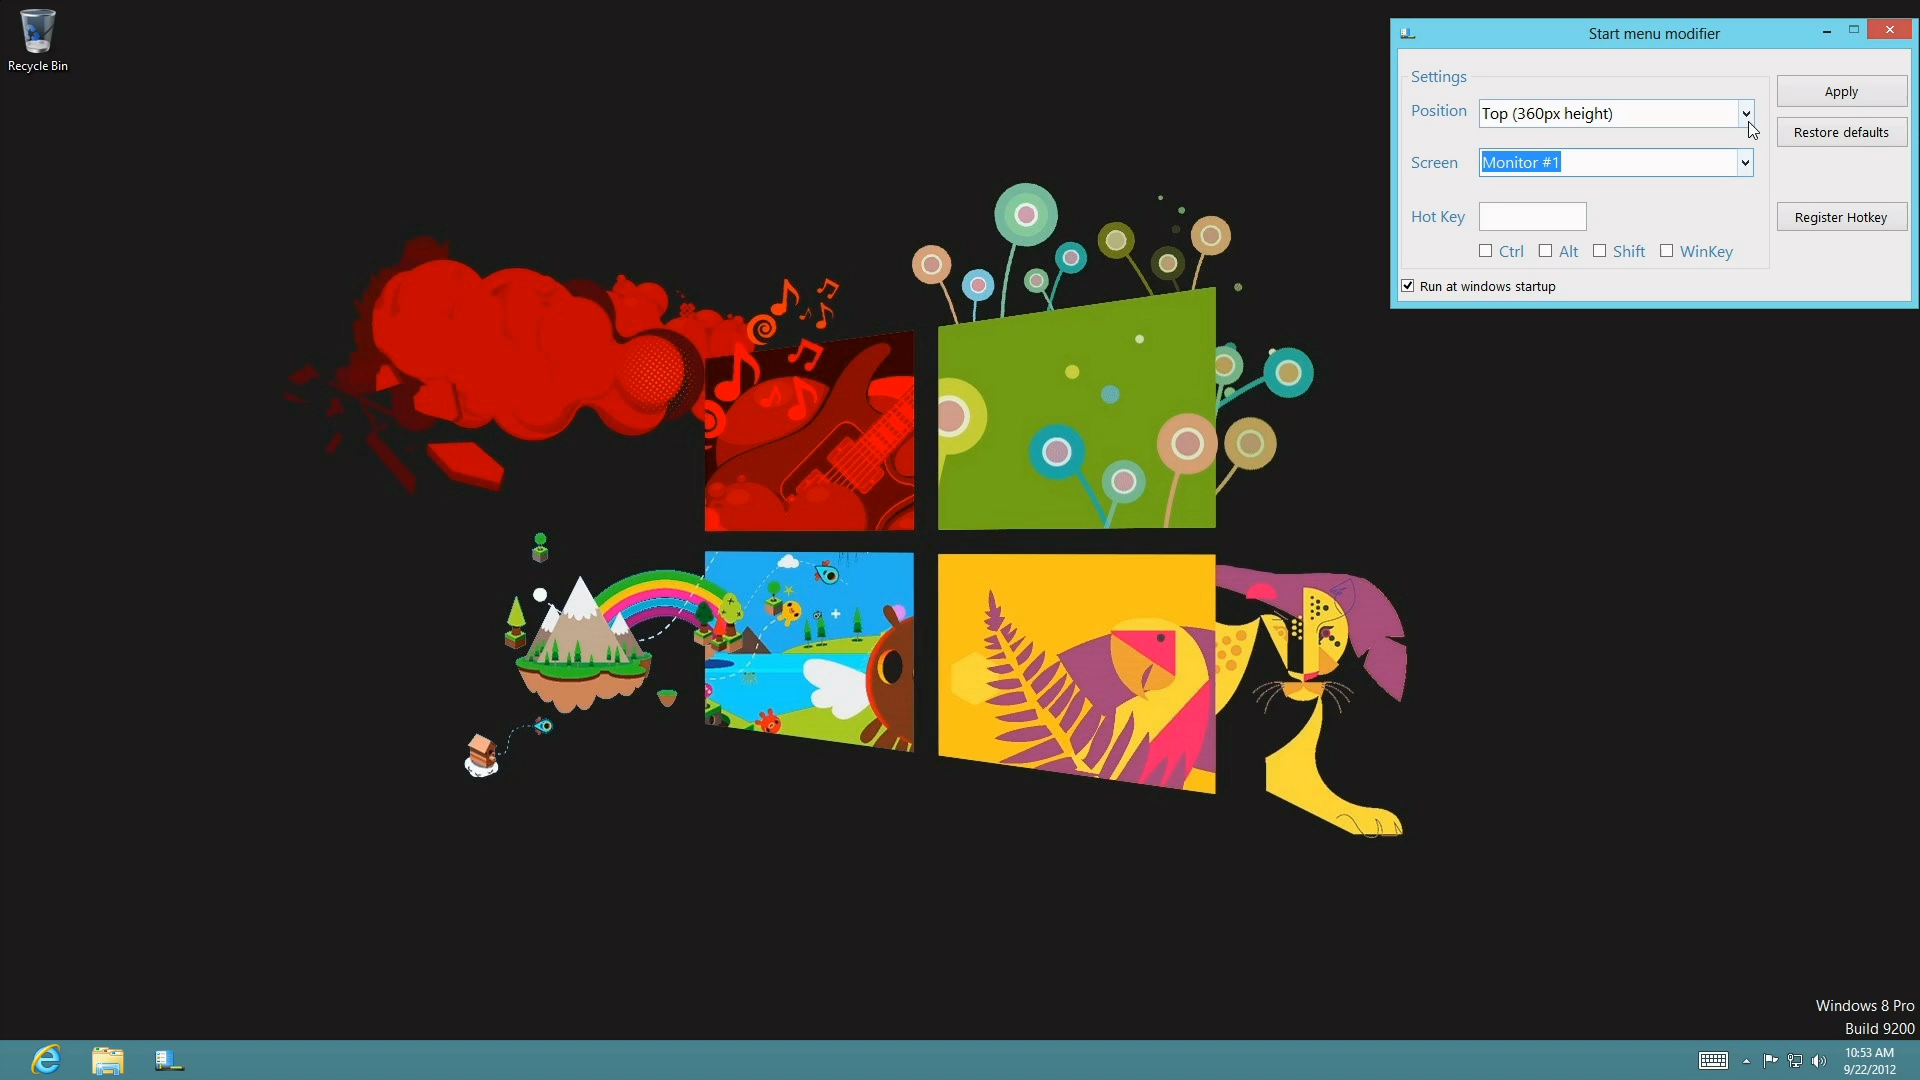 Recycle Bin
Start menu modifier
Settings
Position
Top (360px height)
Apply
Restore defaults
Screen
Monitor #1
Hot Key
Register Hotkey
Ctrl
Alt
Shift
WinKey
Run at windows startup
Windows 8 Pro
Build 9200
10:53 AM
9/22/2012